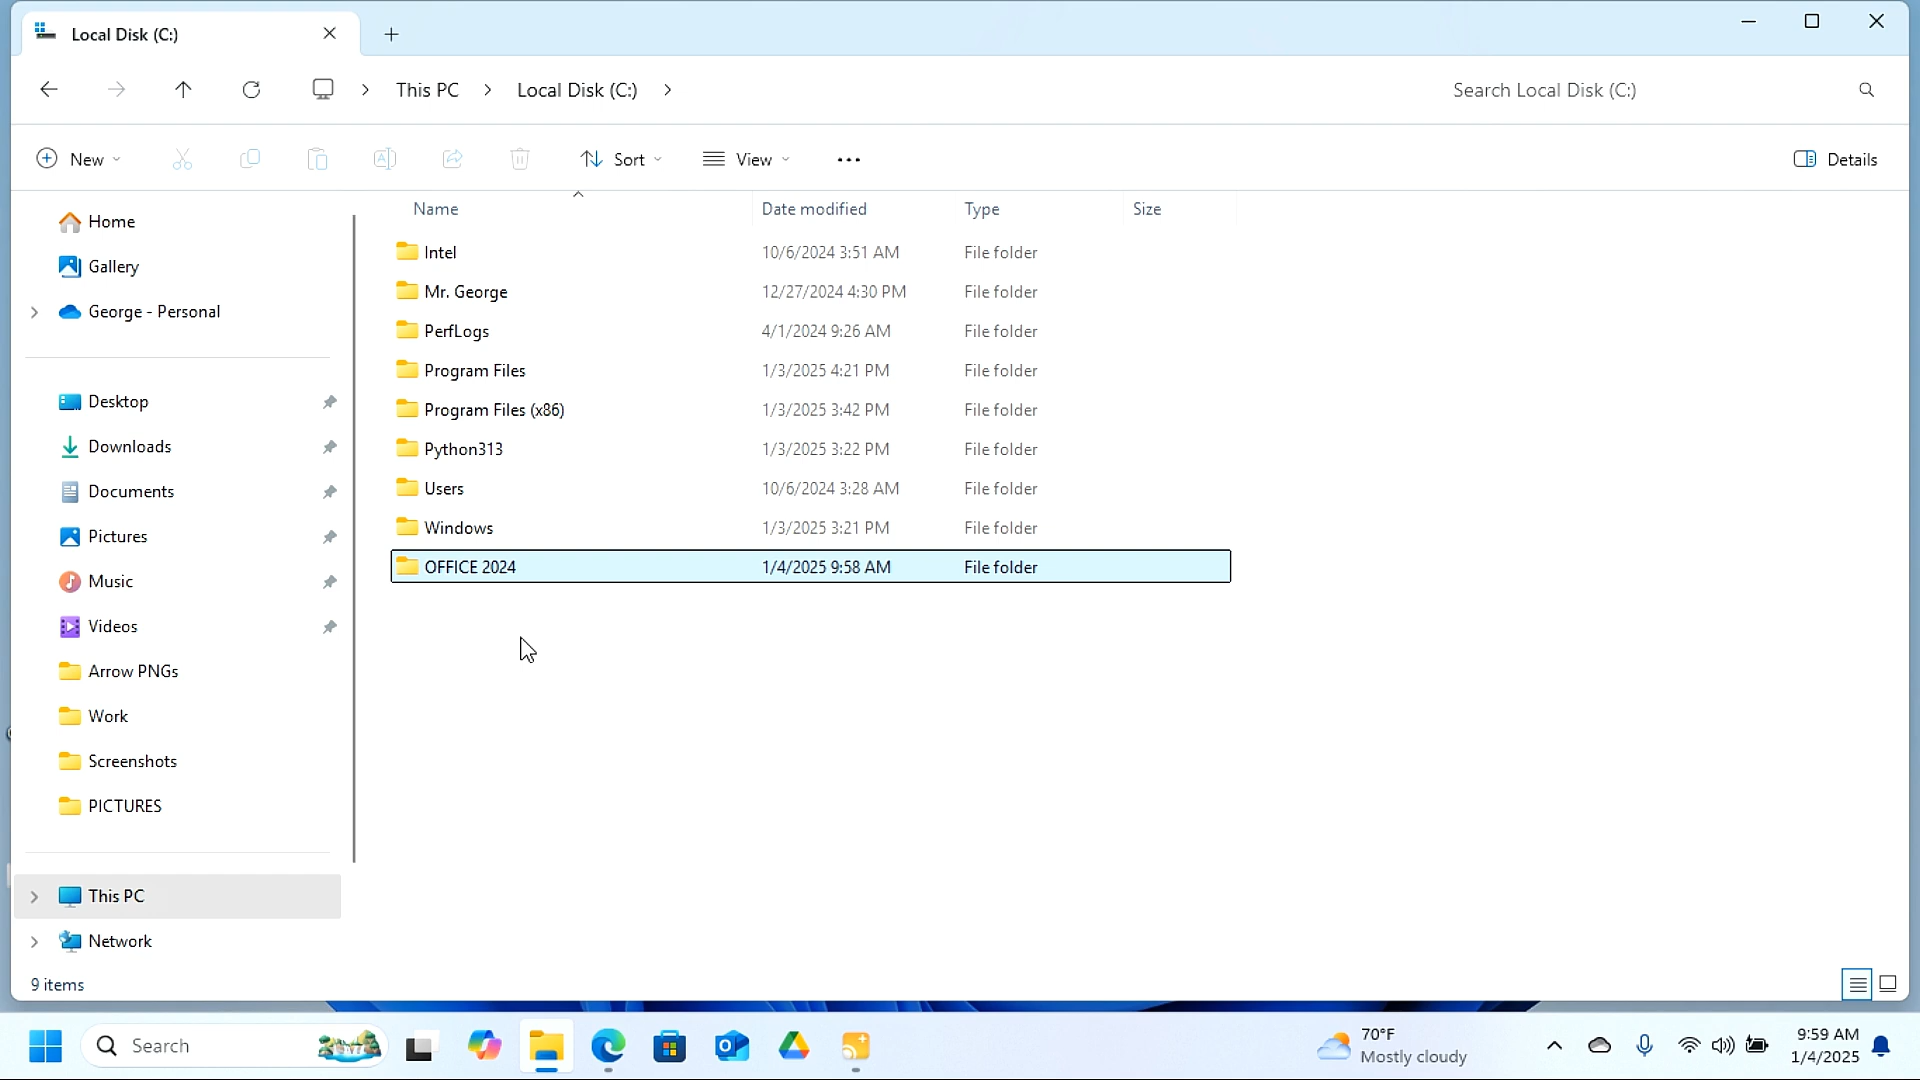 Local Disk (C:)
This PC Local Disk (C:) Search Local Disk (C:)
New Sort View Details
Name Date modified Type Size
Home
Gallery
George - Personal
Desktop
Downloads
Documents
Pictures
Music
Videos
Arrow PNGs
Work
Screenshots
PICTURES
This PC
Network
Intel 10/6/2024 3:51 AM File folder
Mr. George 12/27/2024 4:30 PM File folder
PerfLogs 4/1/2024 9:26 AM File folder
Program Files 1/3/2025 4:21 PM File folder
Program Files (x86) 1/3/2025 3:42 PM File folder
Python313 1/3/2025 3:22 PM File folder
Users 10/6/2024 3:28 AM File folder
Windows 1/3/2025 3:21 PM File folder
OFFICE 2024 1/4/2025 9:58 AM File folder
9 items
Search
70°F
Mostly cloudy
9:59 AM
1/4/2025